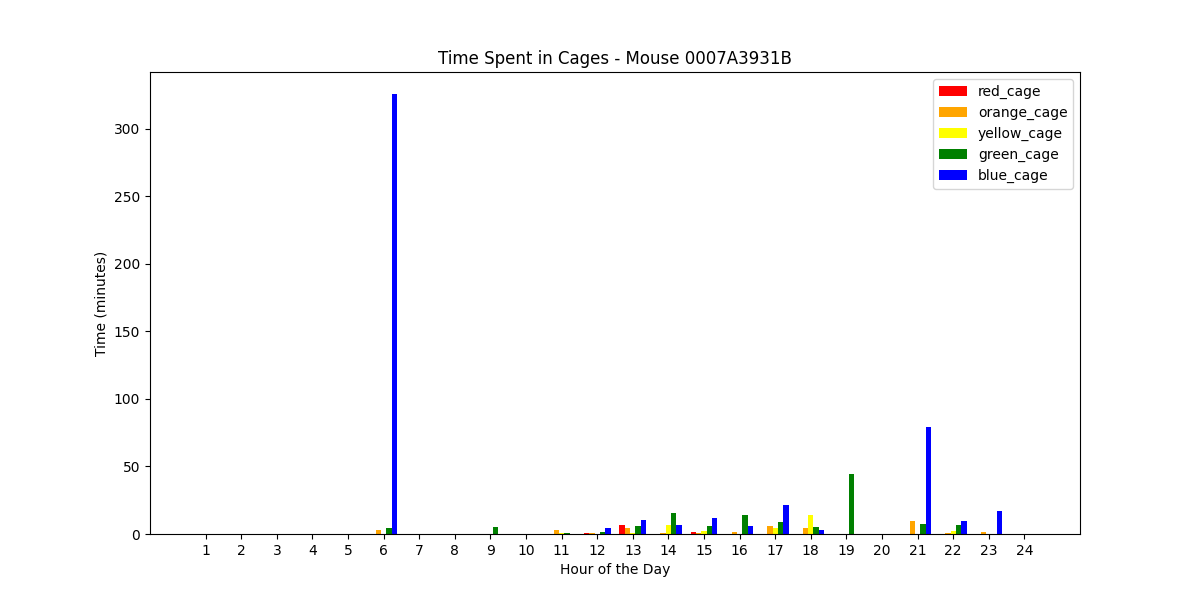 Time Spent in Cages - Mouse 0007A3931B
red_cage
orange_cage
yellow_cage
green_cage
blue_cage
Time (minutes)
300
250
200
150
100
50
0
1 2 3 4 5 6 7 8 9 10 11 12 13 14 15 16 17 18 19 20 21 22 23 24
Hour of the Day